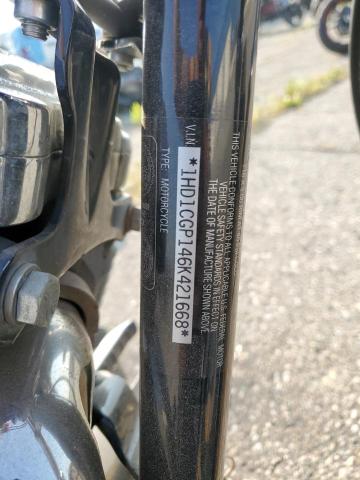 THIS VEHICLE CONFORMS TO ALL APPLICABLE U.S. FEDERAL MOTOR
VEHICLE SAFETY STANDARDS IN EFFECT ON
THE DATE OF MANUFACTURE SHOWN ABOVE.
V.I.N.
*1HD1CGP146K421668*
TYPE: MOTORCYCLE